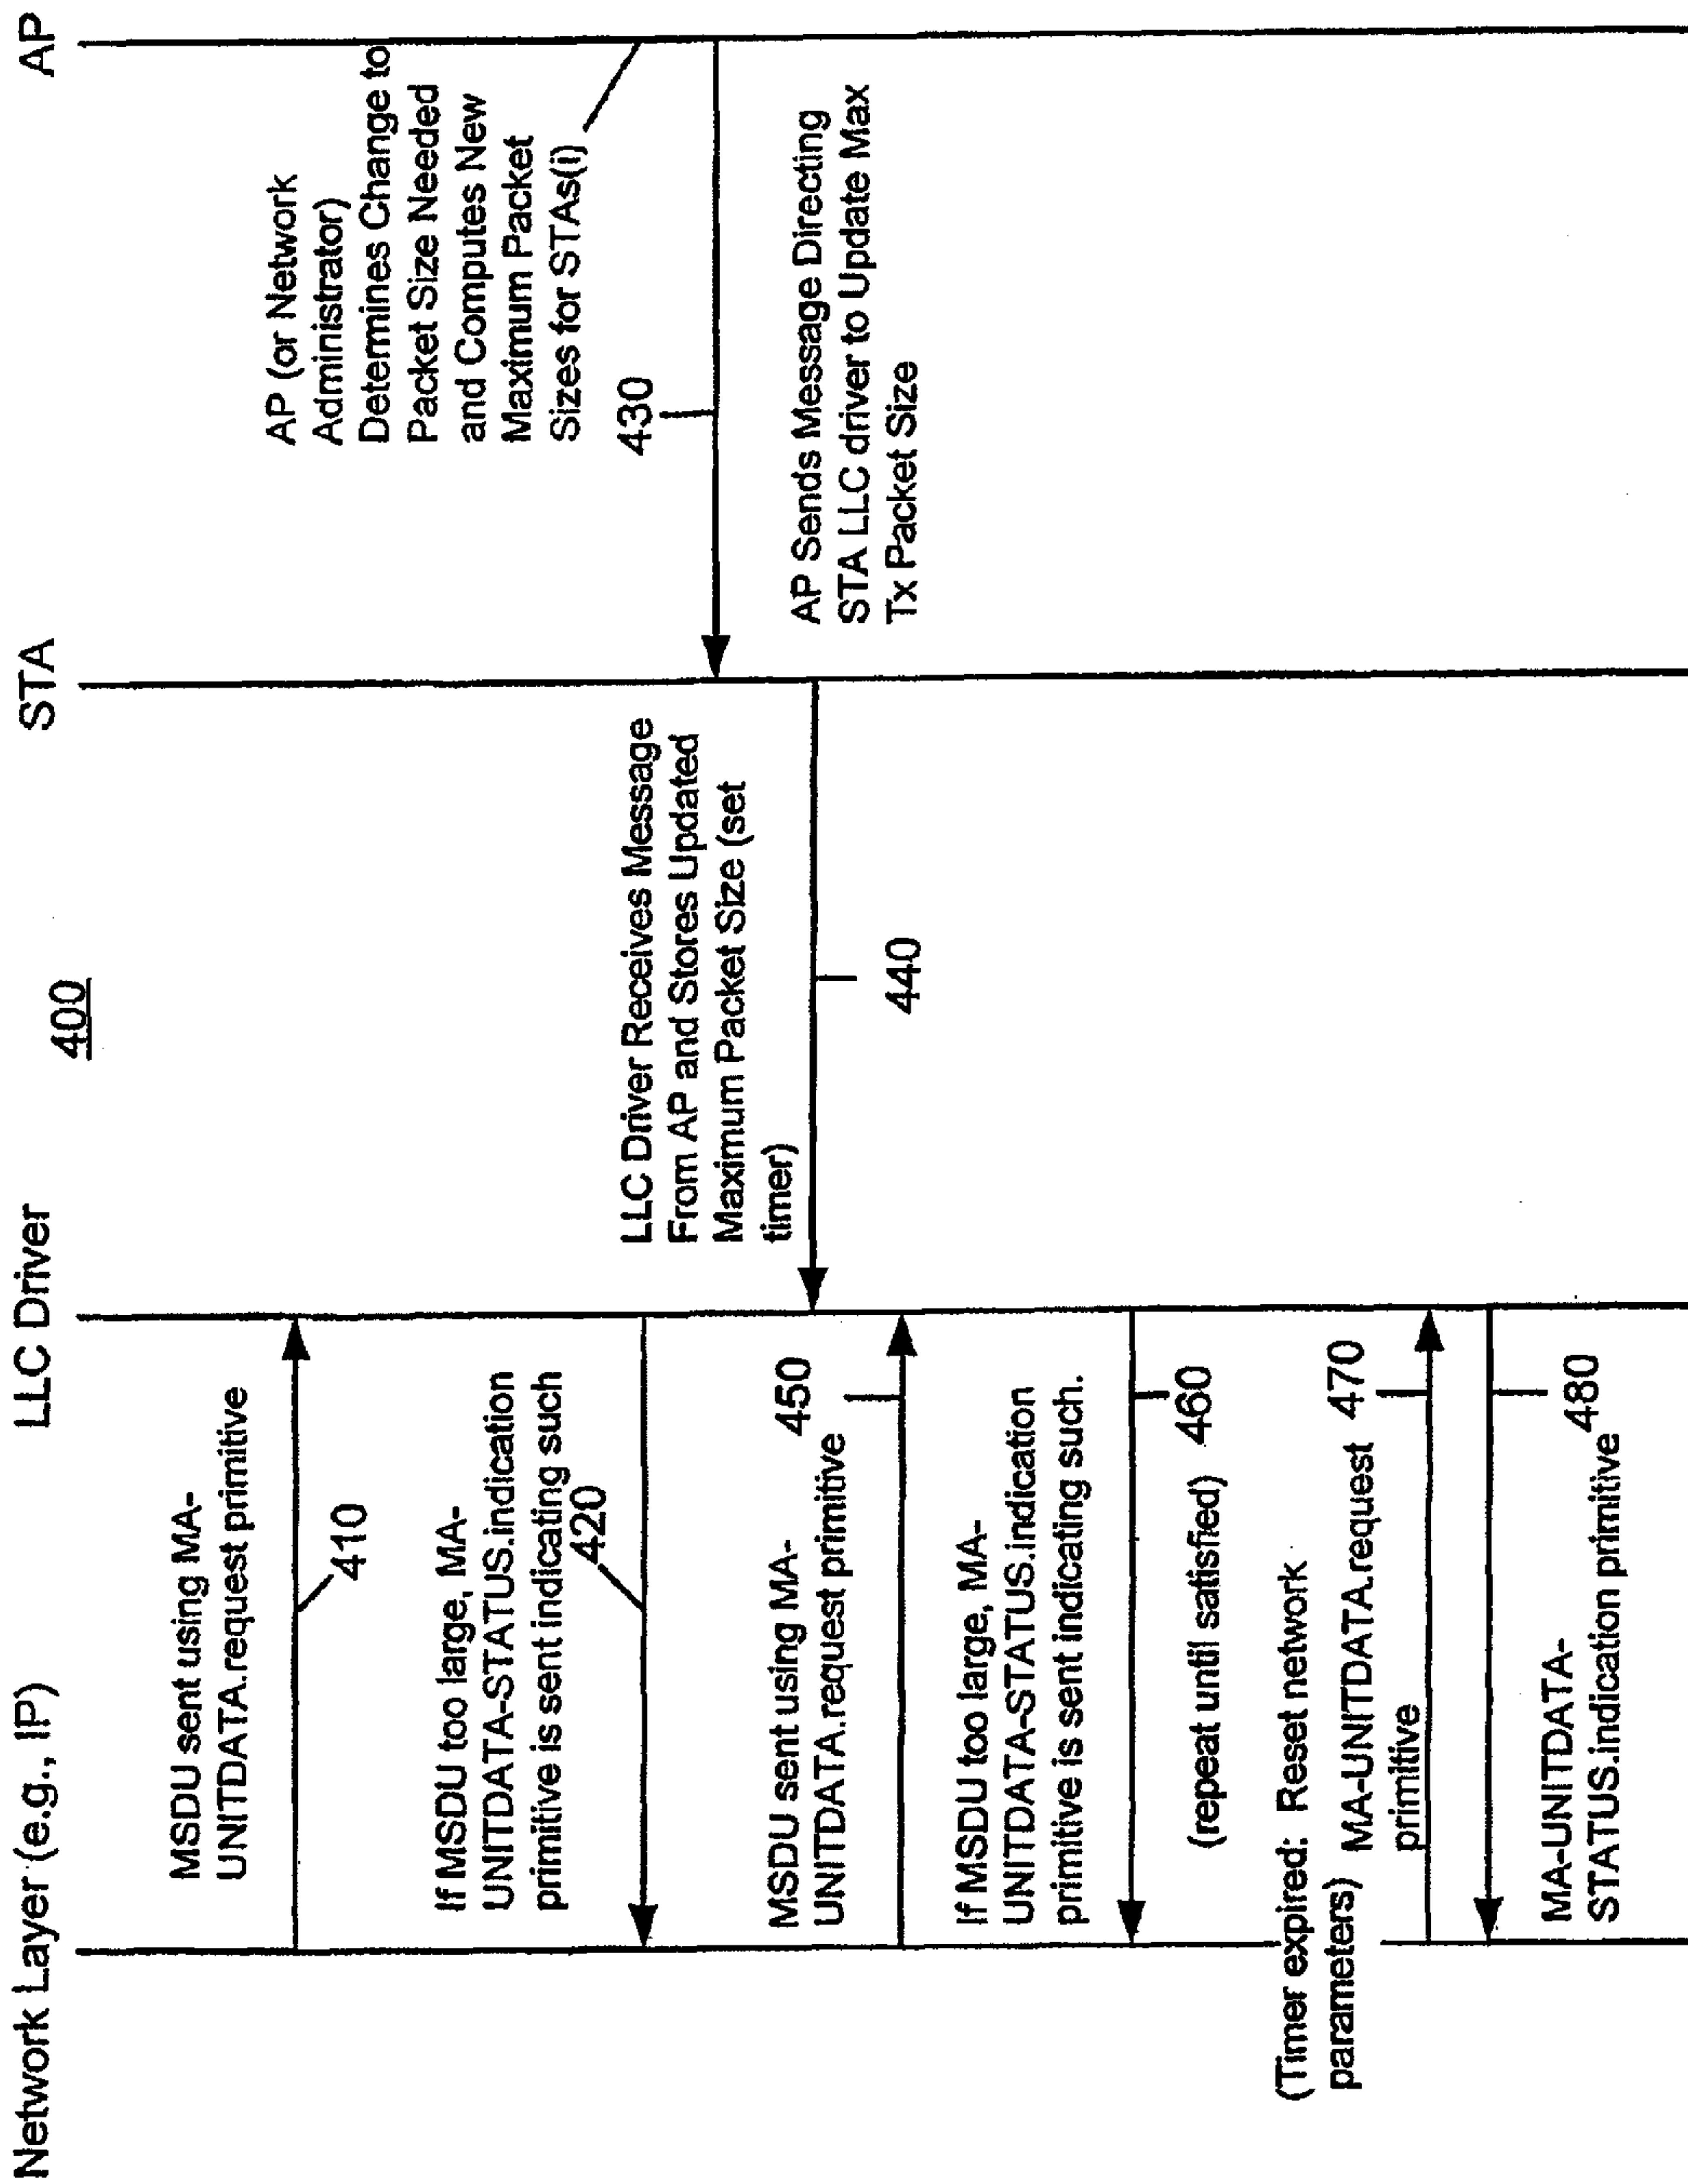 Network Layer (e.g., IP)
LLC Driver
400
STA
AP
MSDU sent using MA-
UNITDATA.request primitive
410
If MSDU too large, MA-
UNITDATA-STATUS.indication
primitive is sent indicating such
420
AP (or Network
Administrator)
Determines Change to
Packet Size Needed
and Computes New
Maximum Packet
Sizes for STAs(i)
430
AP Sends Message Directing
STA LLC driver to Update Max
Tx Packet Size
LLC Driver Receives Message
From AP and Stores Updated
Maximum Packet Size (set
timer)
440
MSDU sent using MA-
UNITDATA.request primitive
450
If MSDU too large, MA-
UNITDATA-STATUS.indication
primitive is sent indicating such.
460
(repeat until satisfied)
(Timer expired: Reset network
parameters)
MA-UNITDATA.request
primitive
470
MA-UNITDATA-
STATUS.indication primitive
480